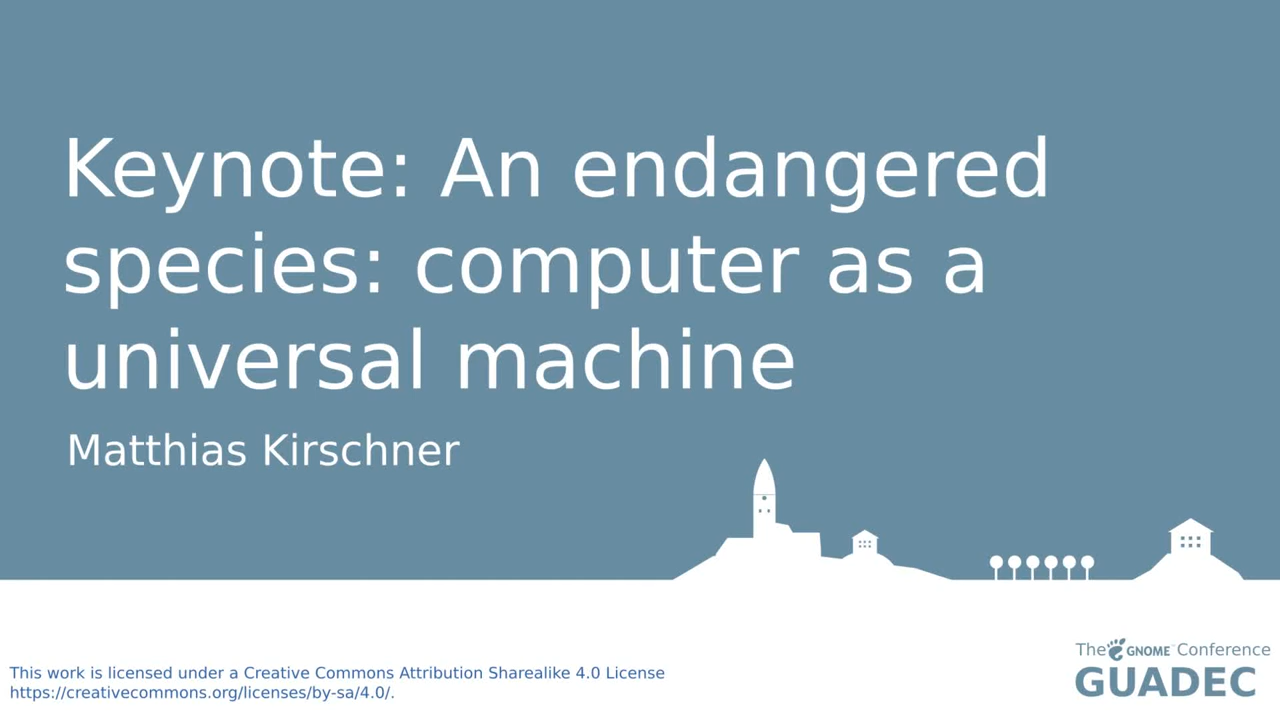 Keynote: An endangered
species: computer as a
universal machine
Matthias Kirschner
The GNOME Conference
GUADEC
This work is licensed under a Creative Commons Attribution Sharealike 4.0 License
https://creativecommons.org/licenses/by-sa/4.0/.